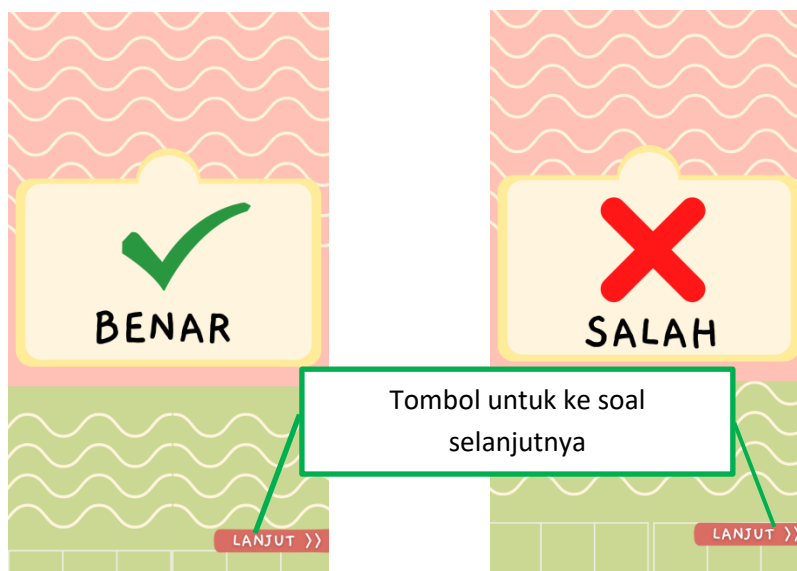 BENAR
SALAH
Tombol untuk ke soal
selanjutnya
LANJUT >>
LANJUT >>